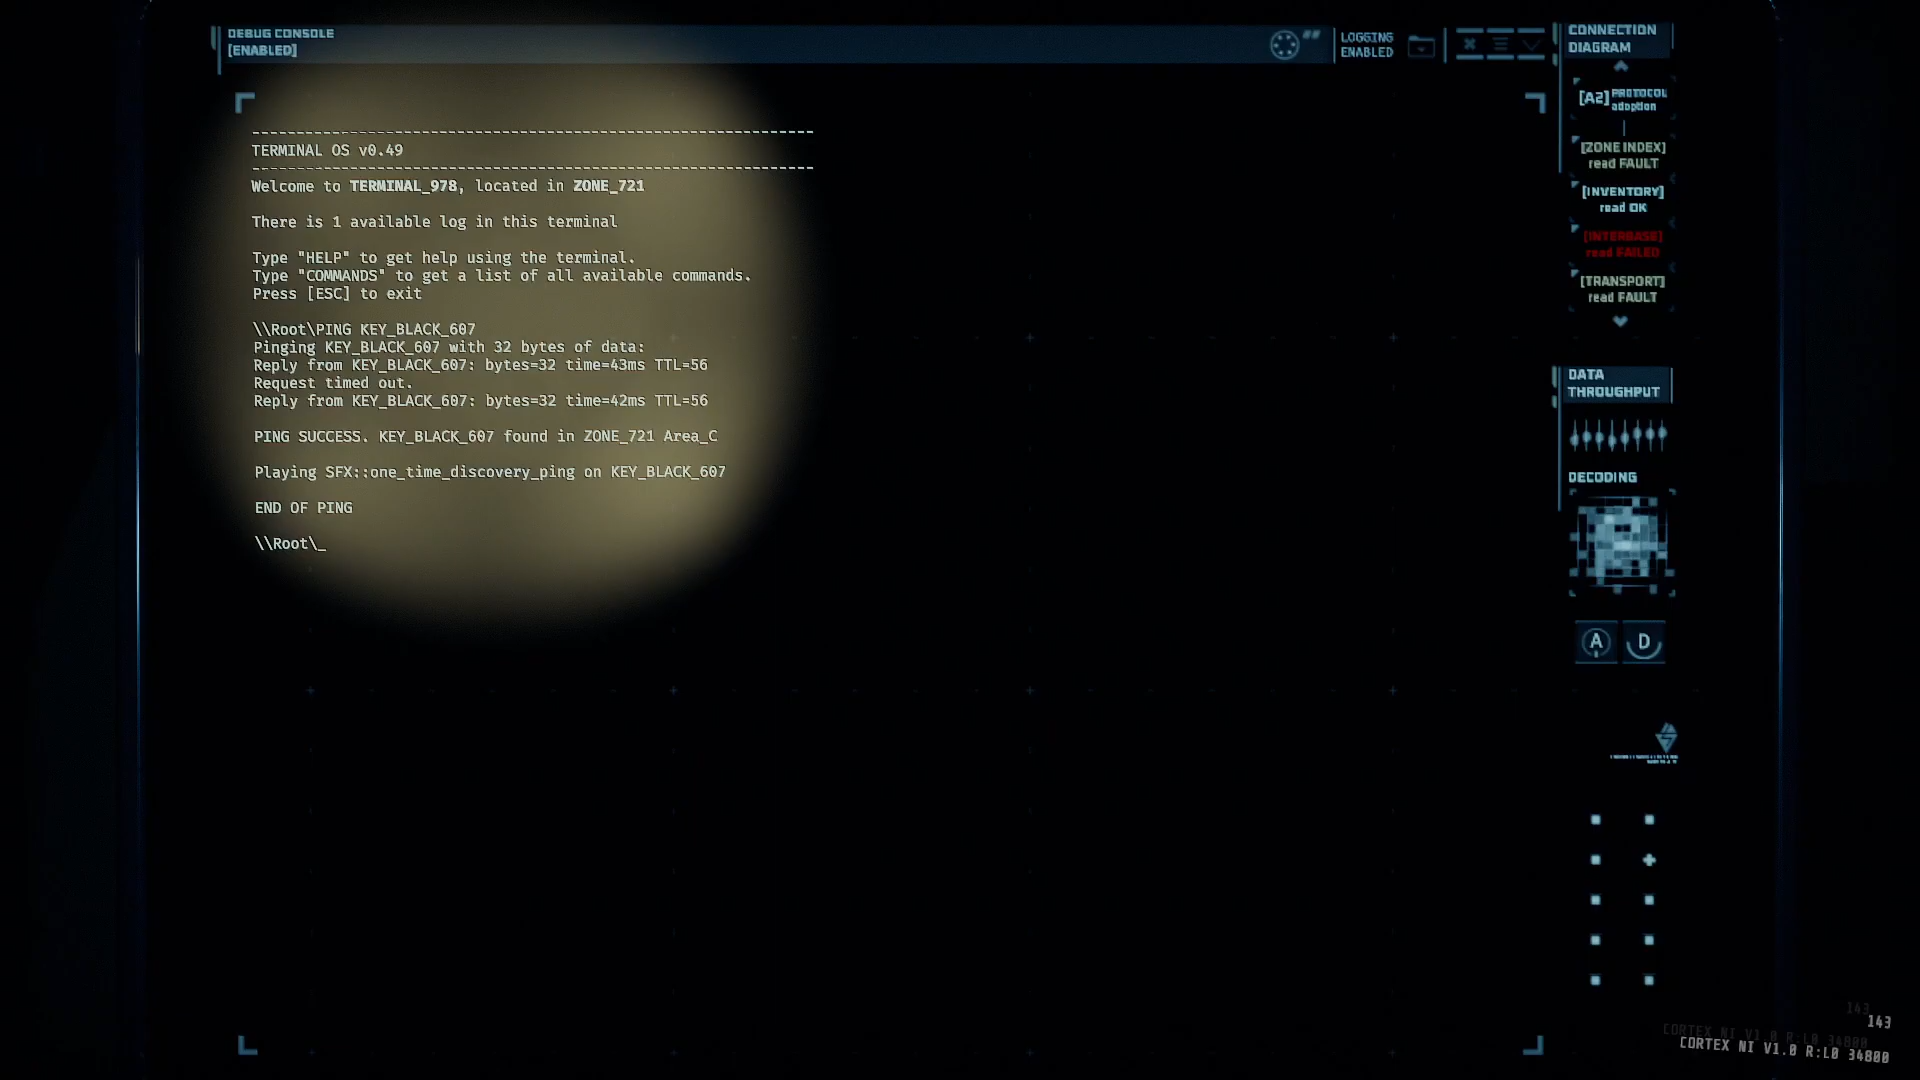 DEBUG CONSOLE
[ENABLED]
LOGGING
ENABLED
--------------------------------------------------------------
TERMINAL OS v0.49
--------------------------------------------------------------
Welcome to TERMINAL_978, located in ZONE_721
There is 1 available log in this terminal
Type "HELP" to get help using the terminal.
Type "COMMANDS" to get a list of all available commands.
Press [ESC] to exit
\\Root\PING KEY_BLACK_607
Pinging KEY_BLACK_607 with 32 bytes of data:
Reply from KEY_BLACK_607: bytes=32 time=43ms TTL=56
Request timed out.
Reply from KEY_BLACK_607: bytes=32 time=42ms TTL=56
PING SUCCESS. KEY_BLACK_607 found in ZONE_721 Area_C
Playing SFX::one_time_discovery_ping on KEY_BLACK_607
END OF PING
\\Root\_
CONNECTION
DIAGRAM
[A2] PROTOCOL
adoption
[ZONE INDEX]
read FAULT
[INVENTORY]
read OK
[INTERBASE]
read FAILED
[TRANSPORT]
read FAULT
DATA
THROUGHPUT
DECODING
A D
143
CORTEX NI V1.0 R:L0 34800